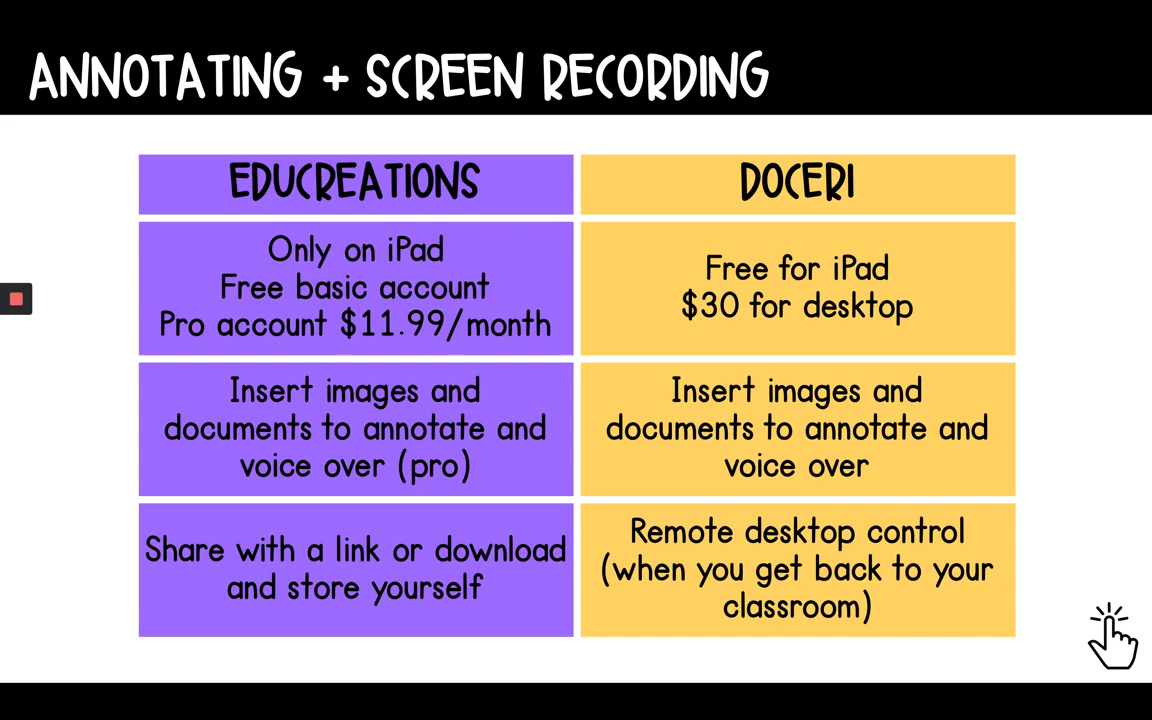 ANNOTATING + SCREEN RECORDING
EDUCREATIONS
Only on iPad
Free basic account
Pro account $11.99/month
Insert images and
documents to annotate and
voice over (pro)
Share with a link or download
and store yourself
DOCERI
Free for iPad
$30 for desktop
Insert images and
documents to annotate and
voice over
Remote desktop control
(when you get back to your
classroom)